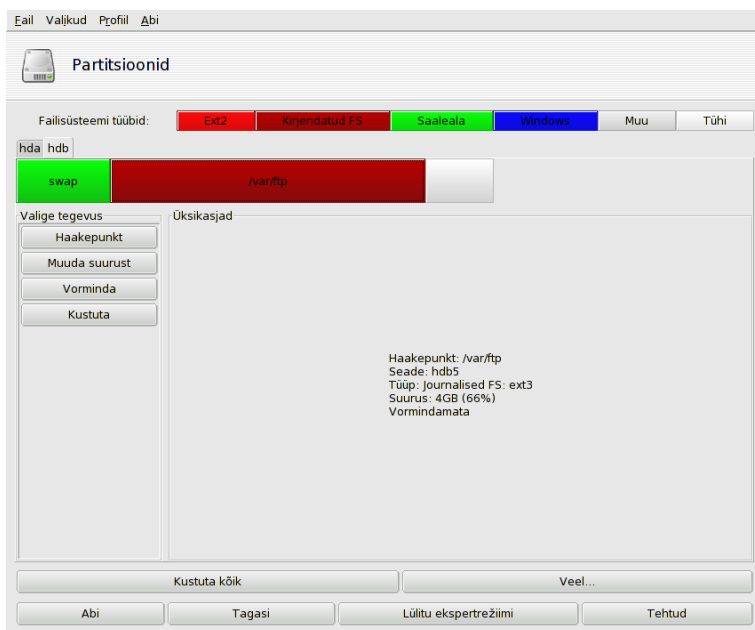 Fail Valikud Profiil Abi
Partitsioonid
Failisüsteemi tüübid: Ext2 Kirjendatud FS Saaleala Windows Muu Tühi
hda hdb
swap /var/ftp
Valige tegevus Üksikasjad
Haakepunkt
Muuda suurust
Vorminda
Kustuta
Haakepunkt: /var/ftp
Seade: hdb5
Tüüp: Journalised FS: ext3
Suurus: 4GB (66%)
Vormindamata
Kustuta kõik Veel...
Abi Tagasi Lülitu ekspertrežiimi Tehtud